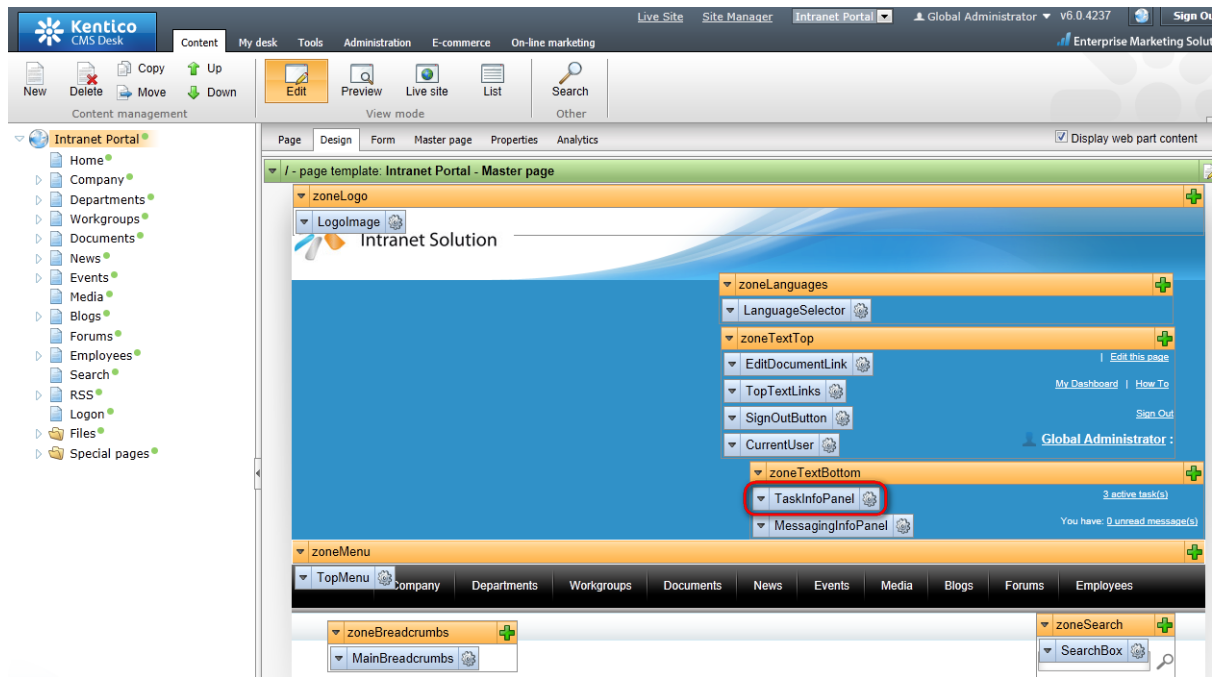 Live Site Site Manager Intranet Portal Global Administrator v6.0.4237 Sign Ou
Kentico
CMS Desk
Content My desk Tools Administration E-commerce On-line marketing
Enterprise Marketing Solut
New Delete Copy Move Up Down
Content management
Edit Preview Live site List
View mode
Search
Other
Intranet Portal
Home
Company
Departments
Workgroups
Documents
News
Events
Media
Blogs
Forums
Employees
Search
RSS
Logon
Files
Special pages
Page Design Form Master page Properties Analytics
Display web part content
/ - page template: Intranet Portal - Master page
zoneLogo
LogoImage
Intranet Solution
zoneLanguages
LanguageSelector
zoneTextTop
EditDocumentLink
| Edit this page
TopTextLinks
My Dashboard | How To
SignOutButton
Sign Out
CurrentUser
Global Administrator :
zoneTextBottom
TaskInfoPanel
3 active task(s)
MessagingInfoPanel
You have: 0 unread message(s)
zoneMenu
TopMenu
Company Departments Workgroups Documents News Events Media Blogs Forums Employees
zoneBreadcrumbs
MainBreadcrumbs
zoneSearch
SearchBox